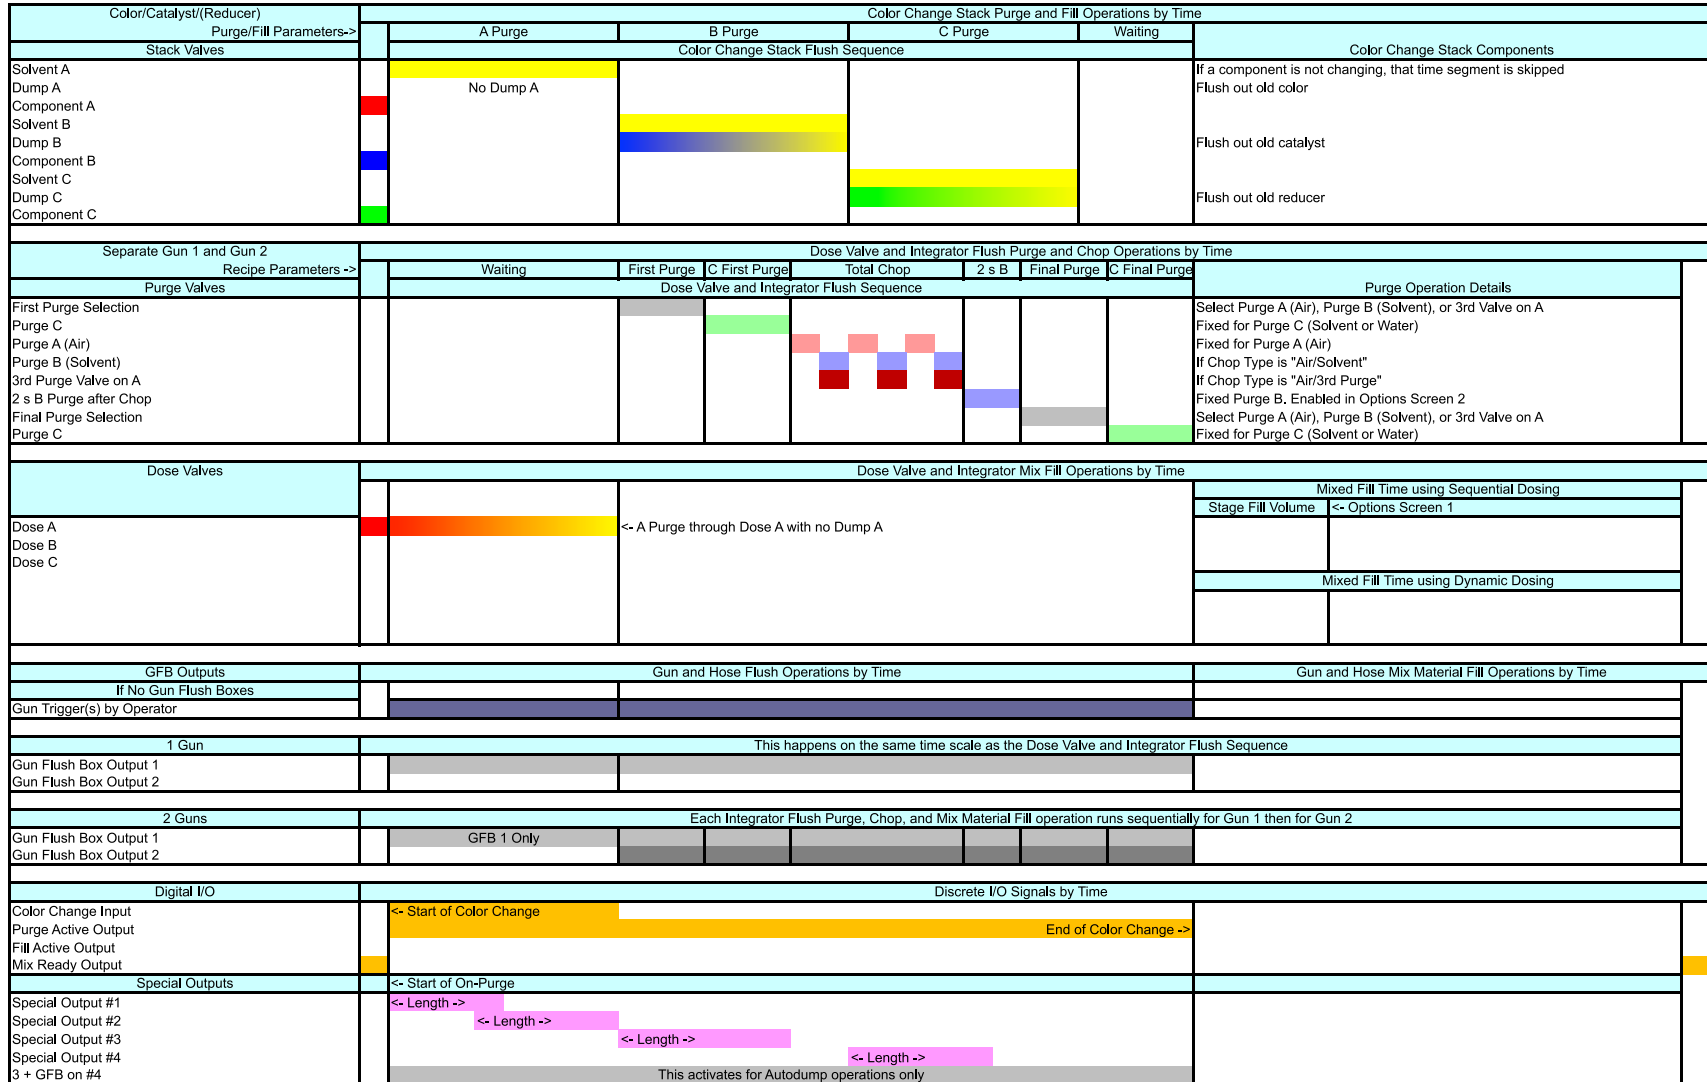 Color/Catalyst/(Reducer)
Color Change Stack Purge and Fill Operations by Time
Purge/Fill Parameters->
A Purge
B Purge
C Purge
Waiting
Stack Valves
Color Change Stack Flush Sequence
Color Change Stack Components
Solvent A
If a component is not changing, that time segment is skipped
Dump A
No Dump A
Flush out old color
Component A
Solvent B
Dump B
Flush out old catalyst
Component B
Solvent C
Dump C
Flush out old reducer
Component C
Separate Gun 1 and Gun 2
Dose Valve and Integrator Flush Purge and Chop Operations by Time
Recipe Parameters ->
Waiting
First Purge
C First Purge
Total Chop
2 s B
Final Purge
C Final Purge
Purge Valves
Dose Valve and Integrator Flush Sequence
Purge Operation Details
First Purge Selection
Select Purge A (Air), Purge B (Solvent), or 3rd Valve on A
Purge C
Fixed for Purge C (Solvent or Water)
Purge A (Air)
Fixed for Purge A (Air)
Purge B (Solvent)
If Chop Type is "Air/Solvent"
3rd Purge Valve on A
If Chop Type is "Air/3rd Purge"
2 s B Purge after Chop
Fixed Purge B. Enabled in Options Screen 2
Final Purge Selection
Select Purge A (Air), Purge B (Solvent), or 3rd Valve on A
Purge C
Fixed for Purge C (Solvent or Water)
Dose Valves
Dose Valve and Integrator Mix Fill Operations by Time
Mixed Fill Time using Sequential Dosing
Stage Fill Volume
<- Options Screen 1
Dose A
<- A Purge through Dose A with no Dump A
Dose B
Dose C
Mixed Fill Time using Dynamic Dosing
GFB Outputs
Gun and Hose Flush Operations by Time
Gun and Hose Mix Material Fill Operations by Time
If No Gun Flush Boxes
Gun Trigger(s) by Operator
1 Gun
This happens on the same time scale as the Dose Valve and Integrator Flush Sequence
Gun Flush Box Output 1
Gun Flush Box Output 2
2 Guns
Each Integrator Flush Purge, Chop, and Mix Material Fill operation runs sequentially for Gun 1 then for Gun 2
Gun Flush Box Output 1
GFB 1 Only
Gun Flush Box Output 2
Digital I/O
Discrete I/O Signals by Time
Color Change Input
<- Start of Color Change
Purge Active Output
End of Color Change ->
Fill Active Output
Mix Ready Output
Special Outputs
<- Start of On-Purge
Special Output #1
<- Length ->
Special Output #2
<- Length ->
Special Output #3
<- Length ->
Special Output #4
<- Length ->
3 + GFB on #4
This activates for Autodump operations only